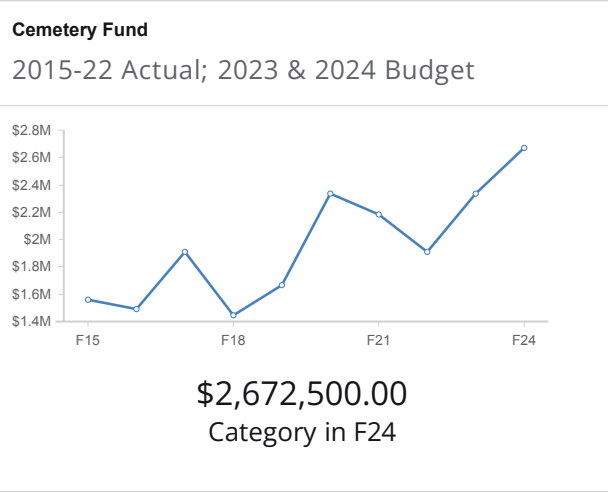 Cemetery Fund
2015-22 Actual; 2023 & 2024 Budget
$2.8M
$2.6M
$2.4M
$2.2M
$2M
$1.8M
$1.6M
$1.4M
F15 F18 F21 F24
$2,672,500.00
Category in F24